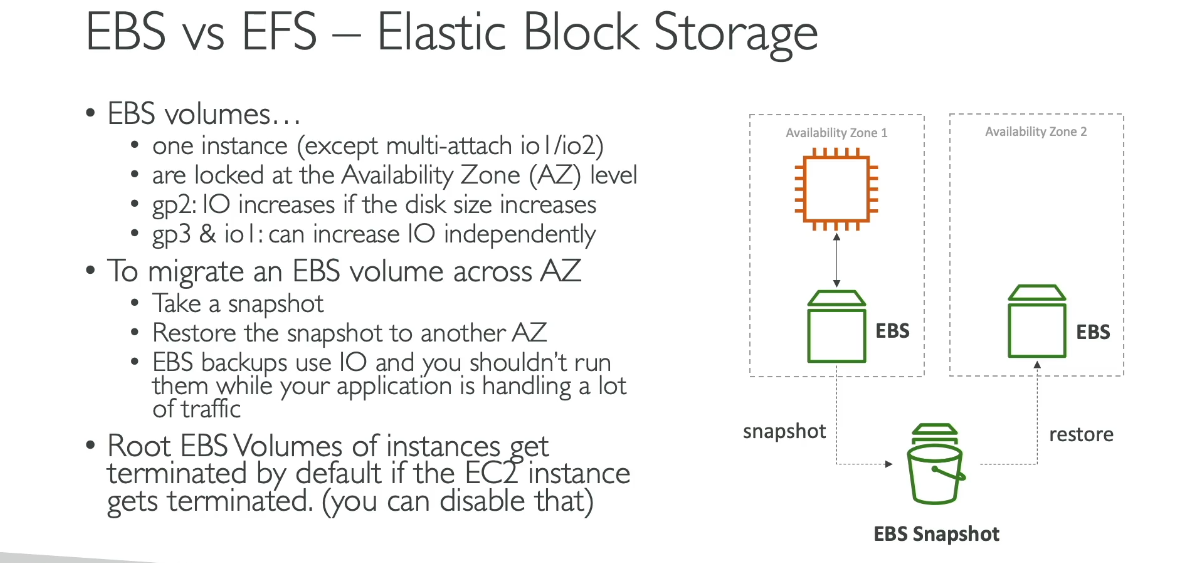 EBS vs EFS – Elastic Block Storage
• EBS volumes…
• one instance (except multi-attach io1/io2)
• are locked at the Availability Zone (AZ) level
• gp2: IO increases if the disk size increases
• gp3 & io1: can increase IO independently
• To migrate an EBS volume across AZ
• Take a snapshot
• Restore the snapshot to another AZ
• EBS backups use IO and you shouldn’t run
them while your application is handling a lot
of traffic
• Root EBS Volumes of instances get
terminated by default if the EC2 instance
gets terminated. (you can disable that)
Availability Zone 1
Availability Zone 2
EBS
EBS
snapshot
restore
EBS Snapshot